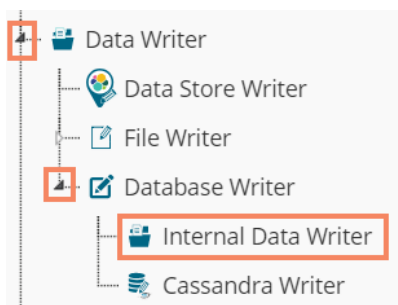 Data Writer
Data Store Writer
File Writer
Database Writer
Internal Data Writer
Cassandra Writer